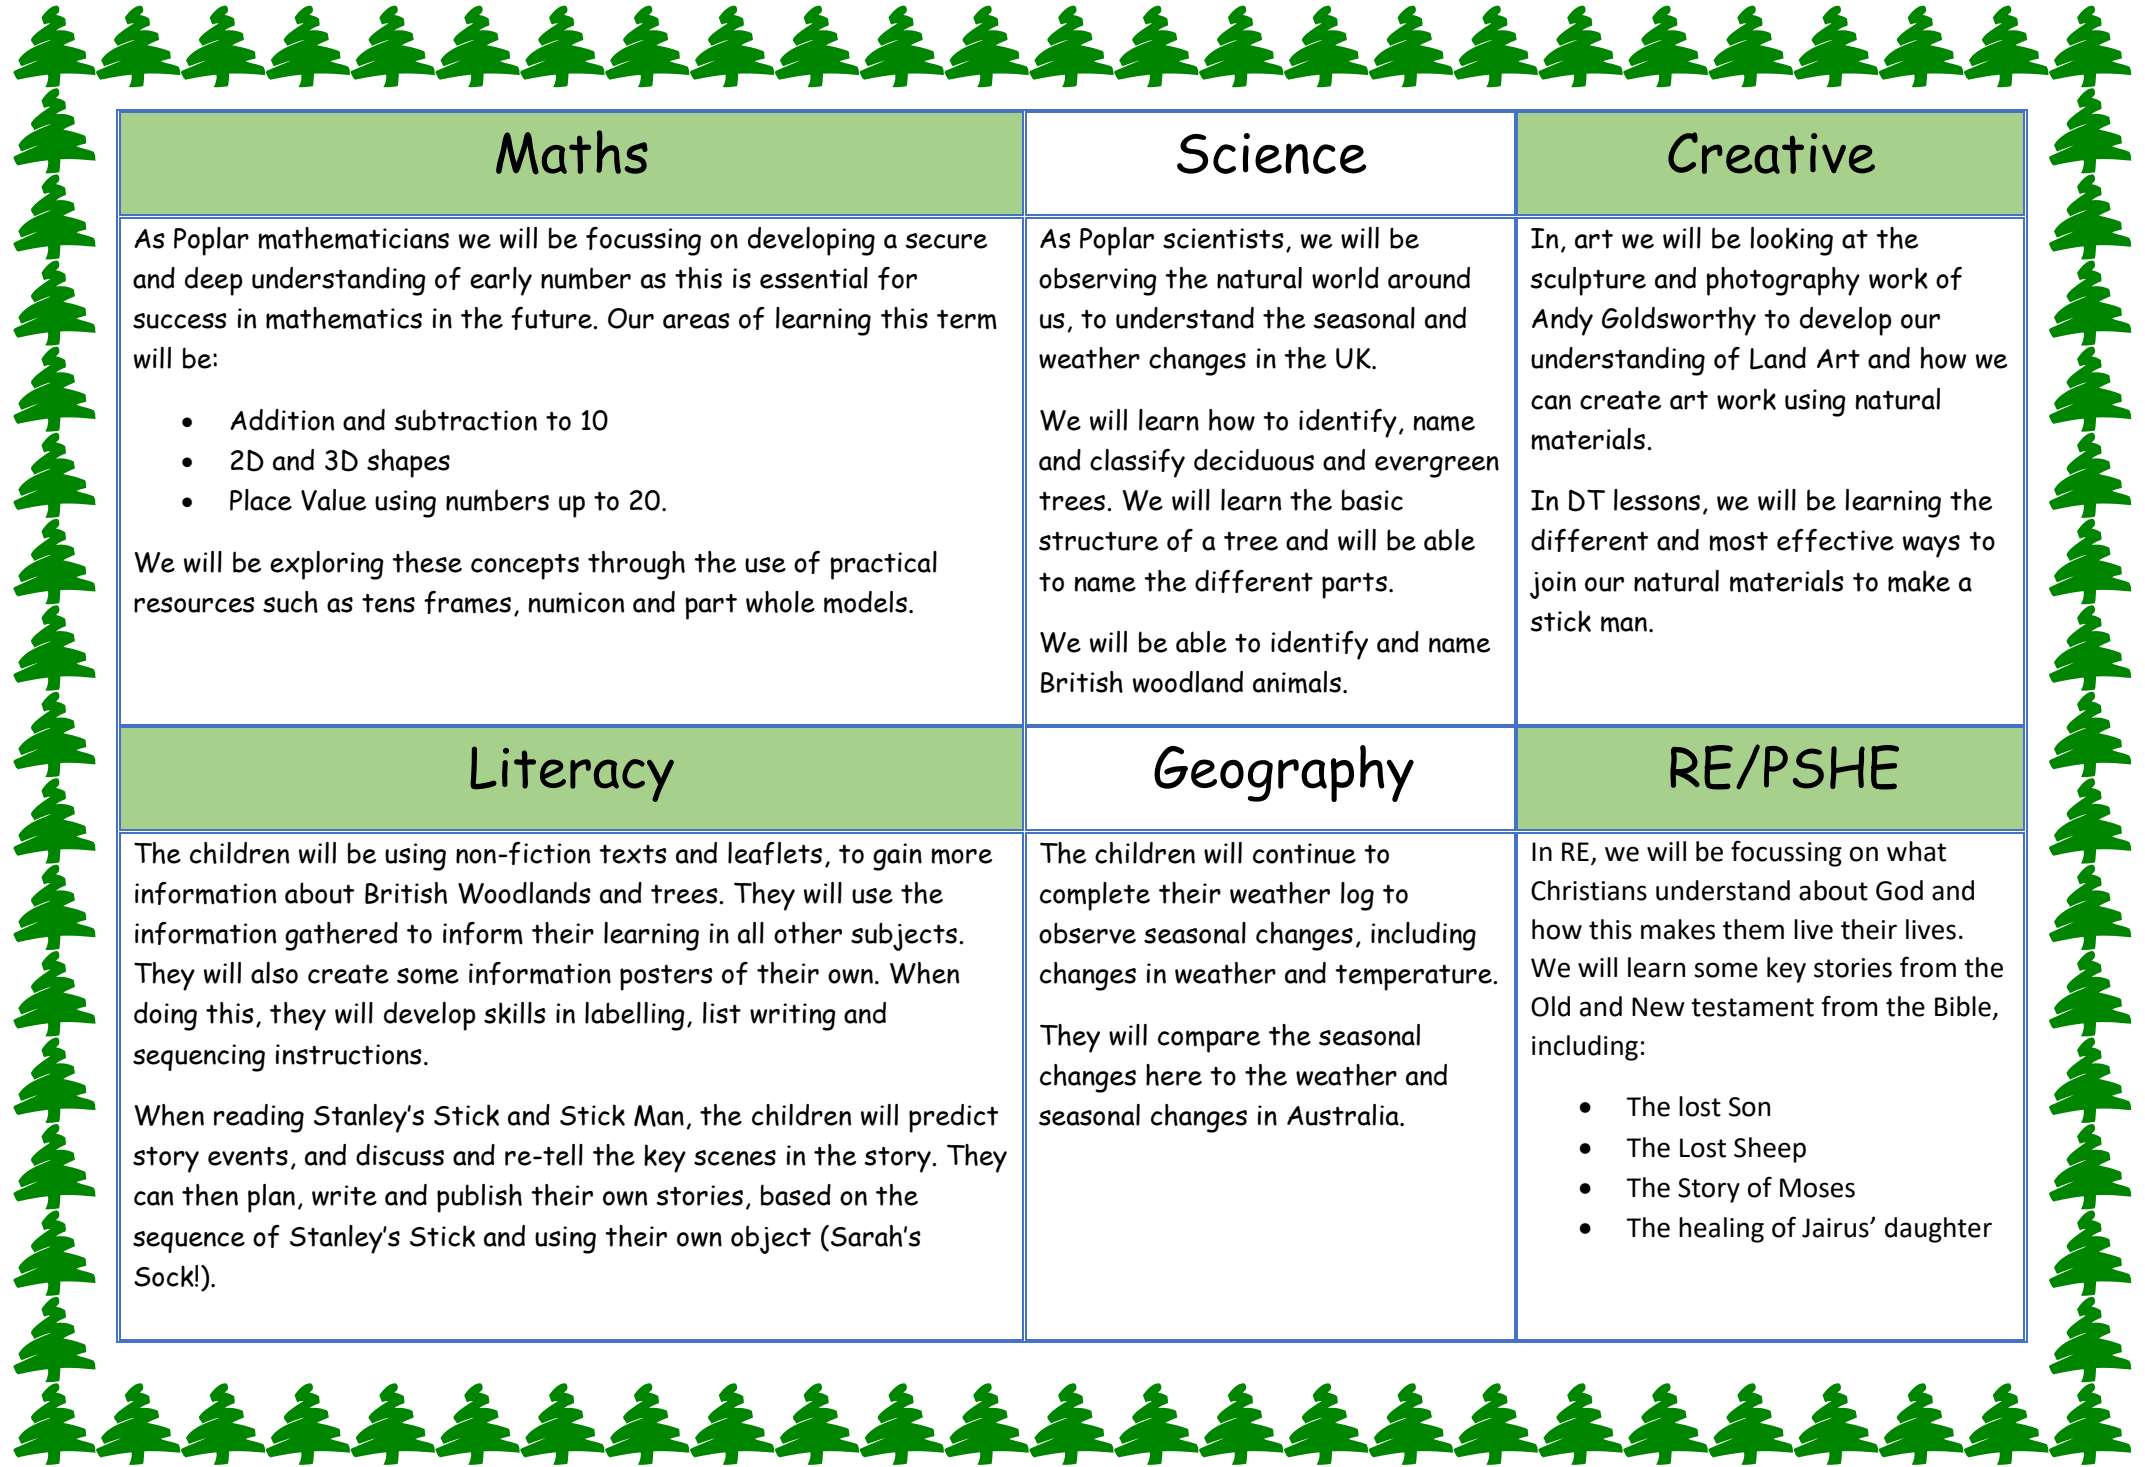 Maths
As Poplar mathematicians we will be focussing on developing a secure
and deep understanding of early number as this is essential for
success in mathematics in the future. Our areas of learning this term
will be:
• Addition and subtraction to 10
• 2D and 3D shapes
• Place Value using numbers up to 20.
We will be exploring these concepts through the use of practical
resources such as tens frames, numicon and part whole models.
Science
As Poplar scientists, we will be
observing the natural world around
us, to understand the seasonal and
weather changes in the UK.
We will learn how to identify, name
and classify deciduous and evergreen
trees. We will learn the basic
structure of a tree and will be able
to name the different parts.
We will be able to identify and name
British woodland animals.
Creative
In, art we will be looking at the
sculpture and photography work of
Andy Goldsworthy to develop our
understanding of Land Art and how we
can create art work using natural
materials.
In DT lessons, we will be learning the
different and most effective ways to
join our natural materials to make a
stick man.
Literacy
The children will be using non-fiction texts and leaflets, to gain more
information about British Woodlands and trees. They will use the
information gathered to inform their learning in all other subjects.
They will also create some information posters of their own. When
doing this, they will develop skills in labelling, list writing and
sequencing instructions.
When reading Stanley’s Stick and Stick Man, the children will predict
story events, and discuss and re-tell the key scenes in the story. They
can then plan, write and publish their own stories, based on the
sequence of Stanley’s Stick and using their own object (Sarah’s
Sock!).
Geography
The children will continue to
complete their weather log to
observe seasonal changes, including
changes in weather and temperature.
They will compare the seasonal
changes here to the weather and
seasonal changes in Australia.
RE/PSHE
In RE, we will be focussing on what
Christians understand about God and
how this makes them live their lives.
We will learn some key stories from the
Old and New testament from the Bible,
including:
• The lost Son
• The Lost Sheep
• The Story of Moses
• The healing of Jairus’ daughter